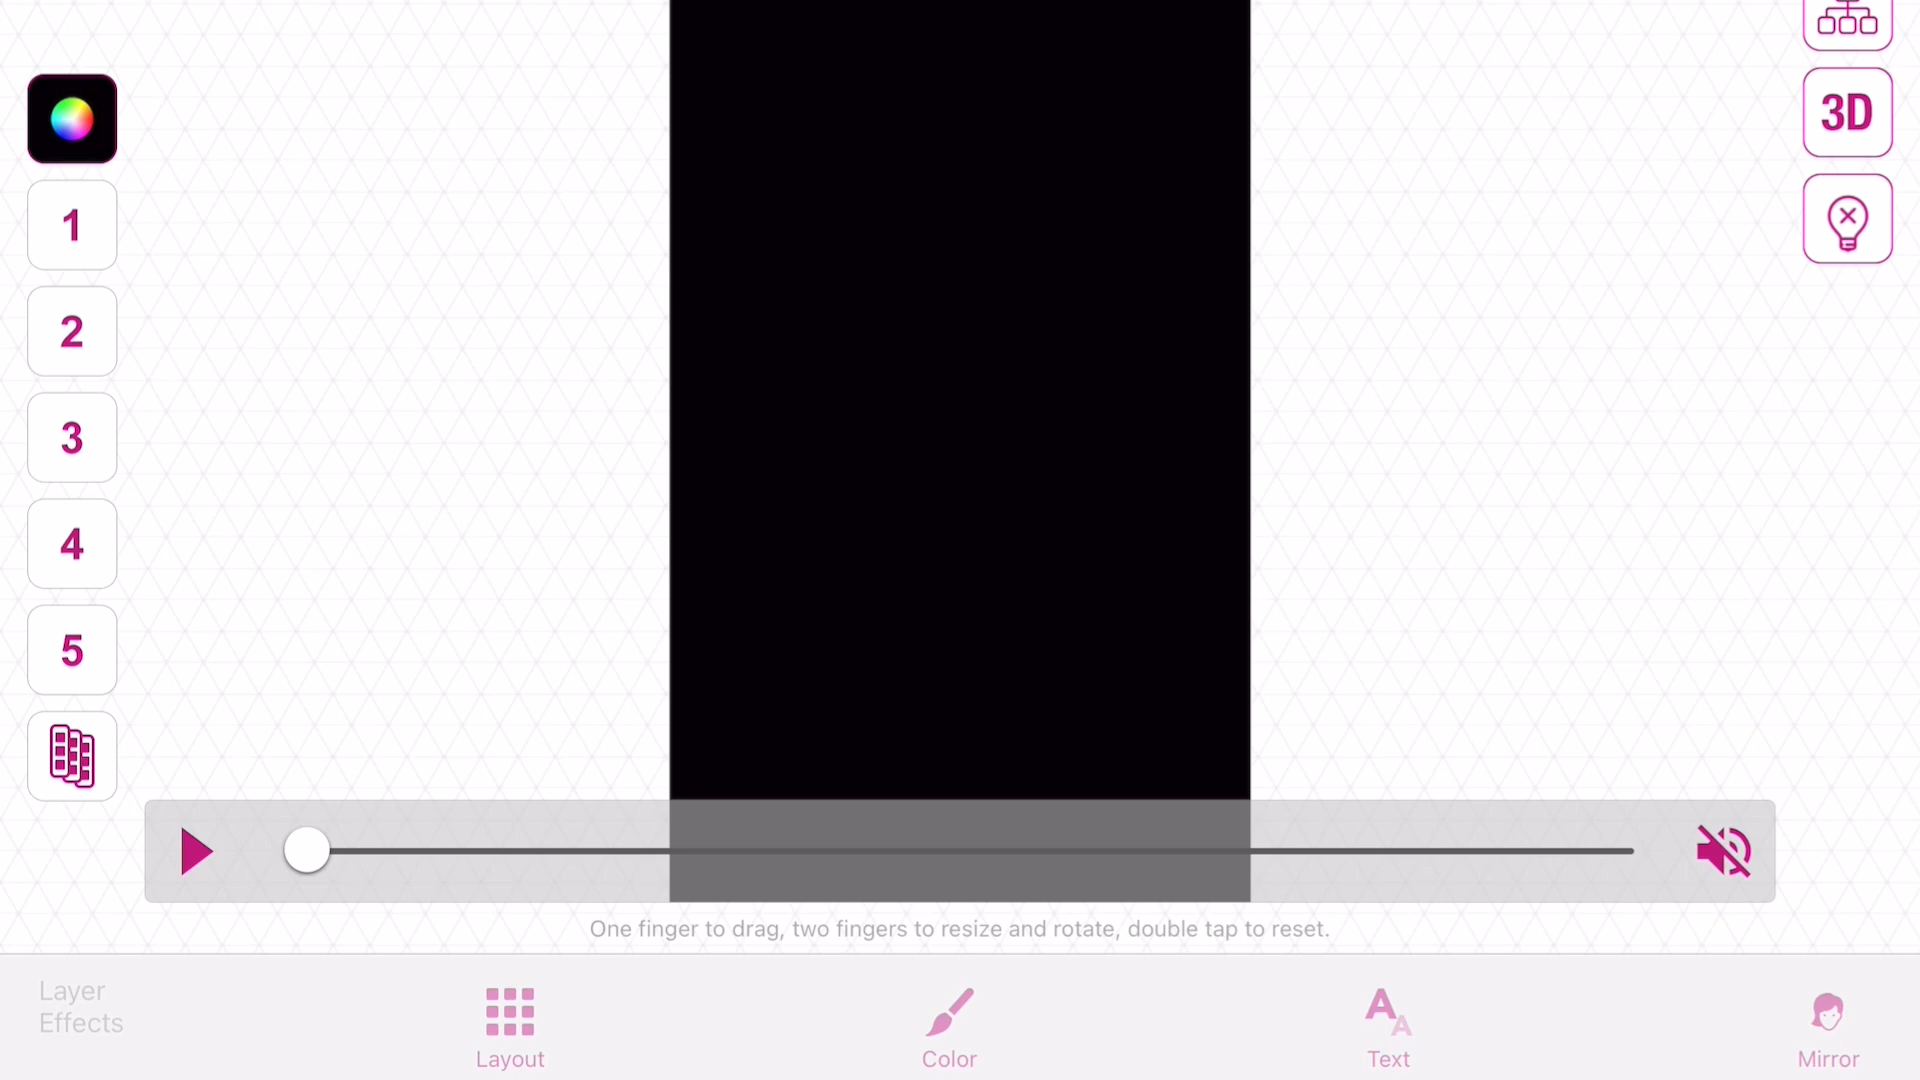 3D
1
2
3
4
5
One finger to drag, two fingers to resize and rotate, double tap to reset.
Layer
Effects
Layout
Color
A A
Text
Mirror